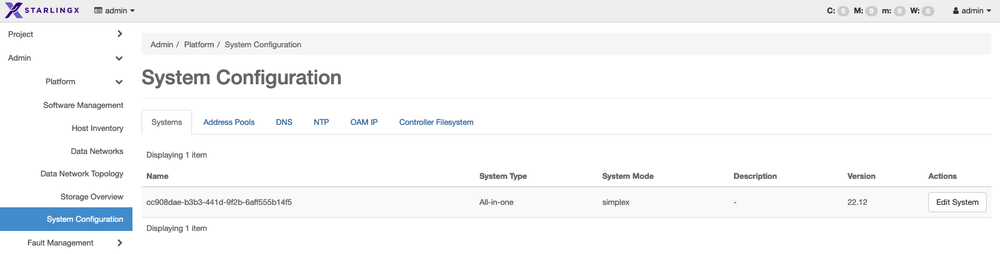 STARLINGX admin C: 0 M: 0 m: 0 W: 0 admin
Project
Admin
Platform
Software Management
Host Inventory
Data Networks
Data Network Topology
Storage Overview
System Configuration
Fault Management
Admin / Platform / System Configuration
System Configuration
Systems Address Pools DNS NTP OAM IP Controller Filesystem
Displaying 1 item
Name System Type System Mode Description Version Actions
cc908dae-b3b3-441d-9f2b-6aff555b14f5 All-in-one simplex - 22.12 Edit System
Displaying 1 item